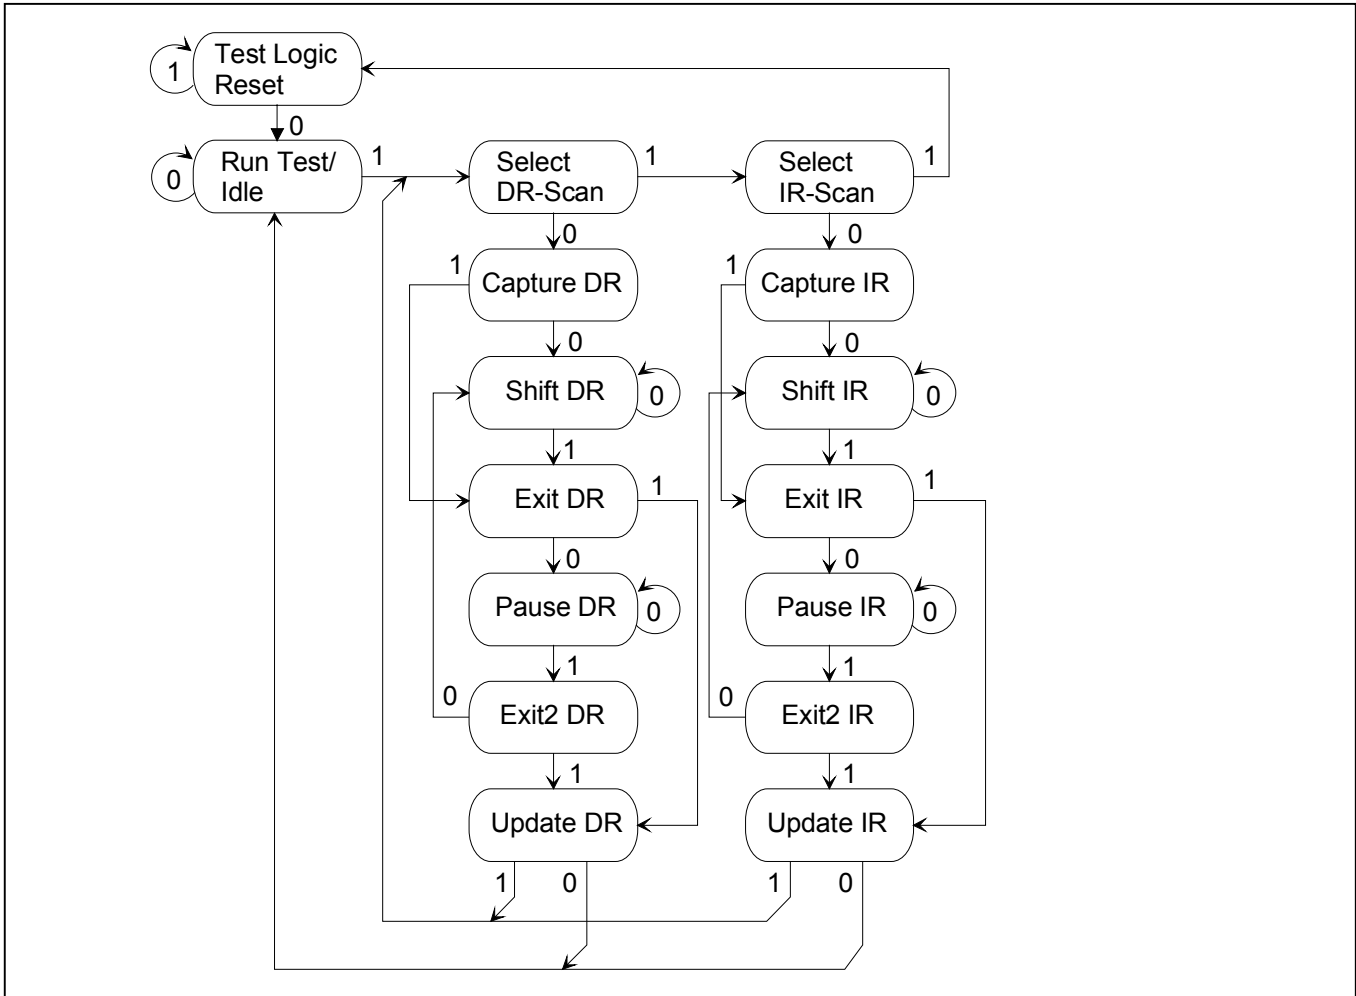 Test Logic
Reset
1
0
Run Test/
Idle
0
1
Select
DR-Scan
1
Select
IR-Scan
1
0
0
1
Capture DR
1
Capture IR
0
0
Shift DR
0
Shift IR
0
1
1
Exit DR
1
Exit IR
1
0
0
Pause DR
0
Pause IR
0
1
1
0
Exit2 DR
0
Exit2 IR
1
1
Update DR
Update IR
1
0
1
0